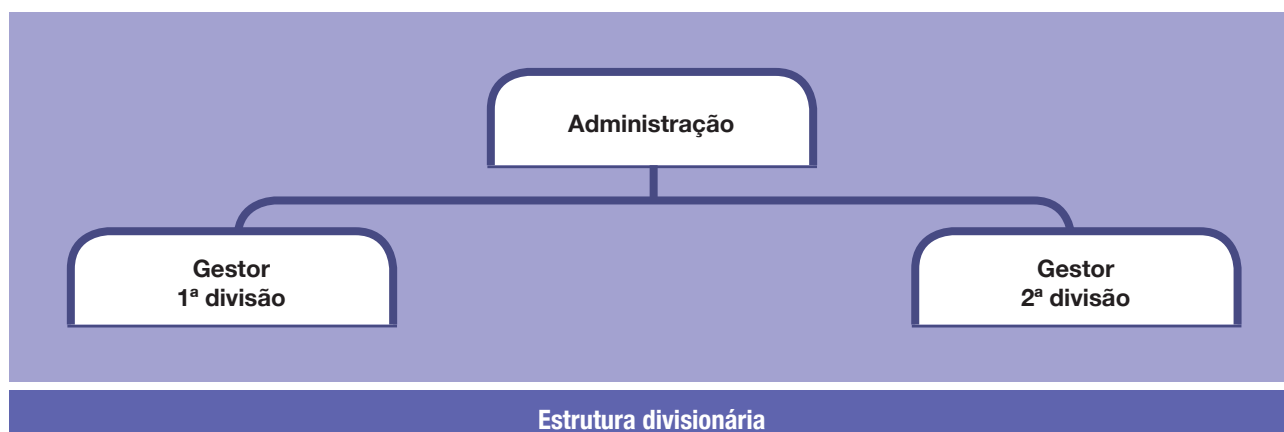 Administração
Gestor
1ª divisão
Gestor
2ª divisão
Estrutura divisionária